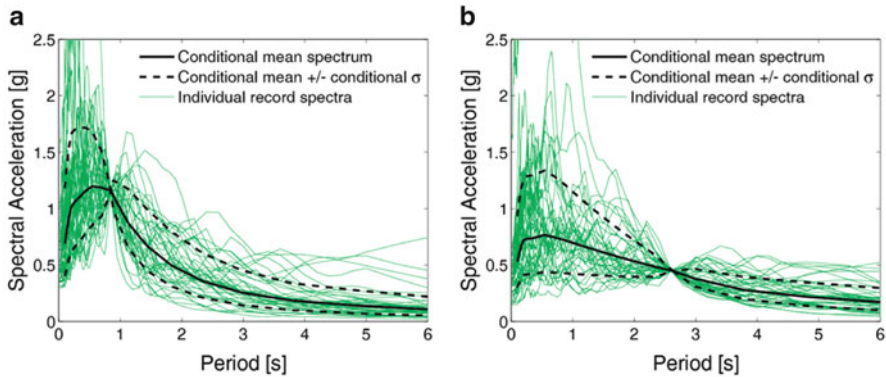 a
2.5
2
1.5
1
0.5
0
0
1
2
3
4
5
6
Spectral Acceleration [g]
Period [s]
Conditional mean spectrum
Conditional mean +/- conditional σ
Individual record spectra
b
2.5
2
1.5
1
0.5
0
0
1
2
3
4
5
6
Spectral Acceleration [g]
Period [s]
Conditional mean spectrum
Conditional mean +/- conditional σ
Individual record spectra